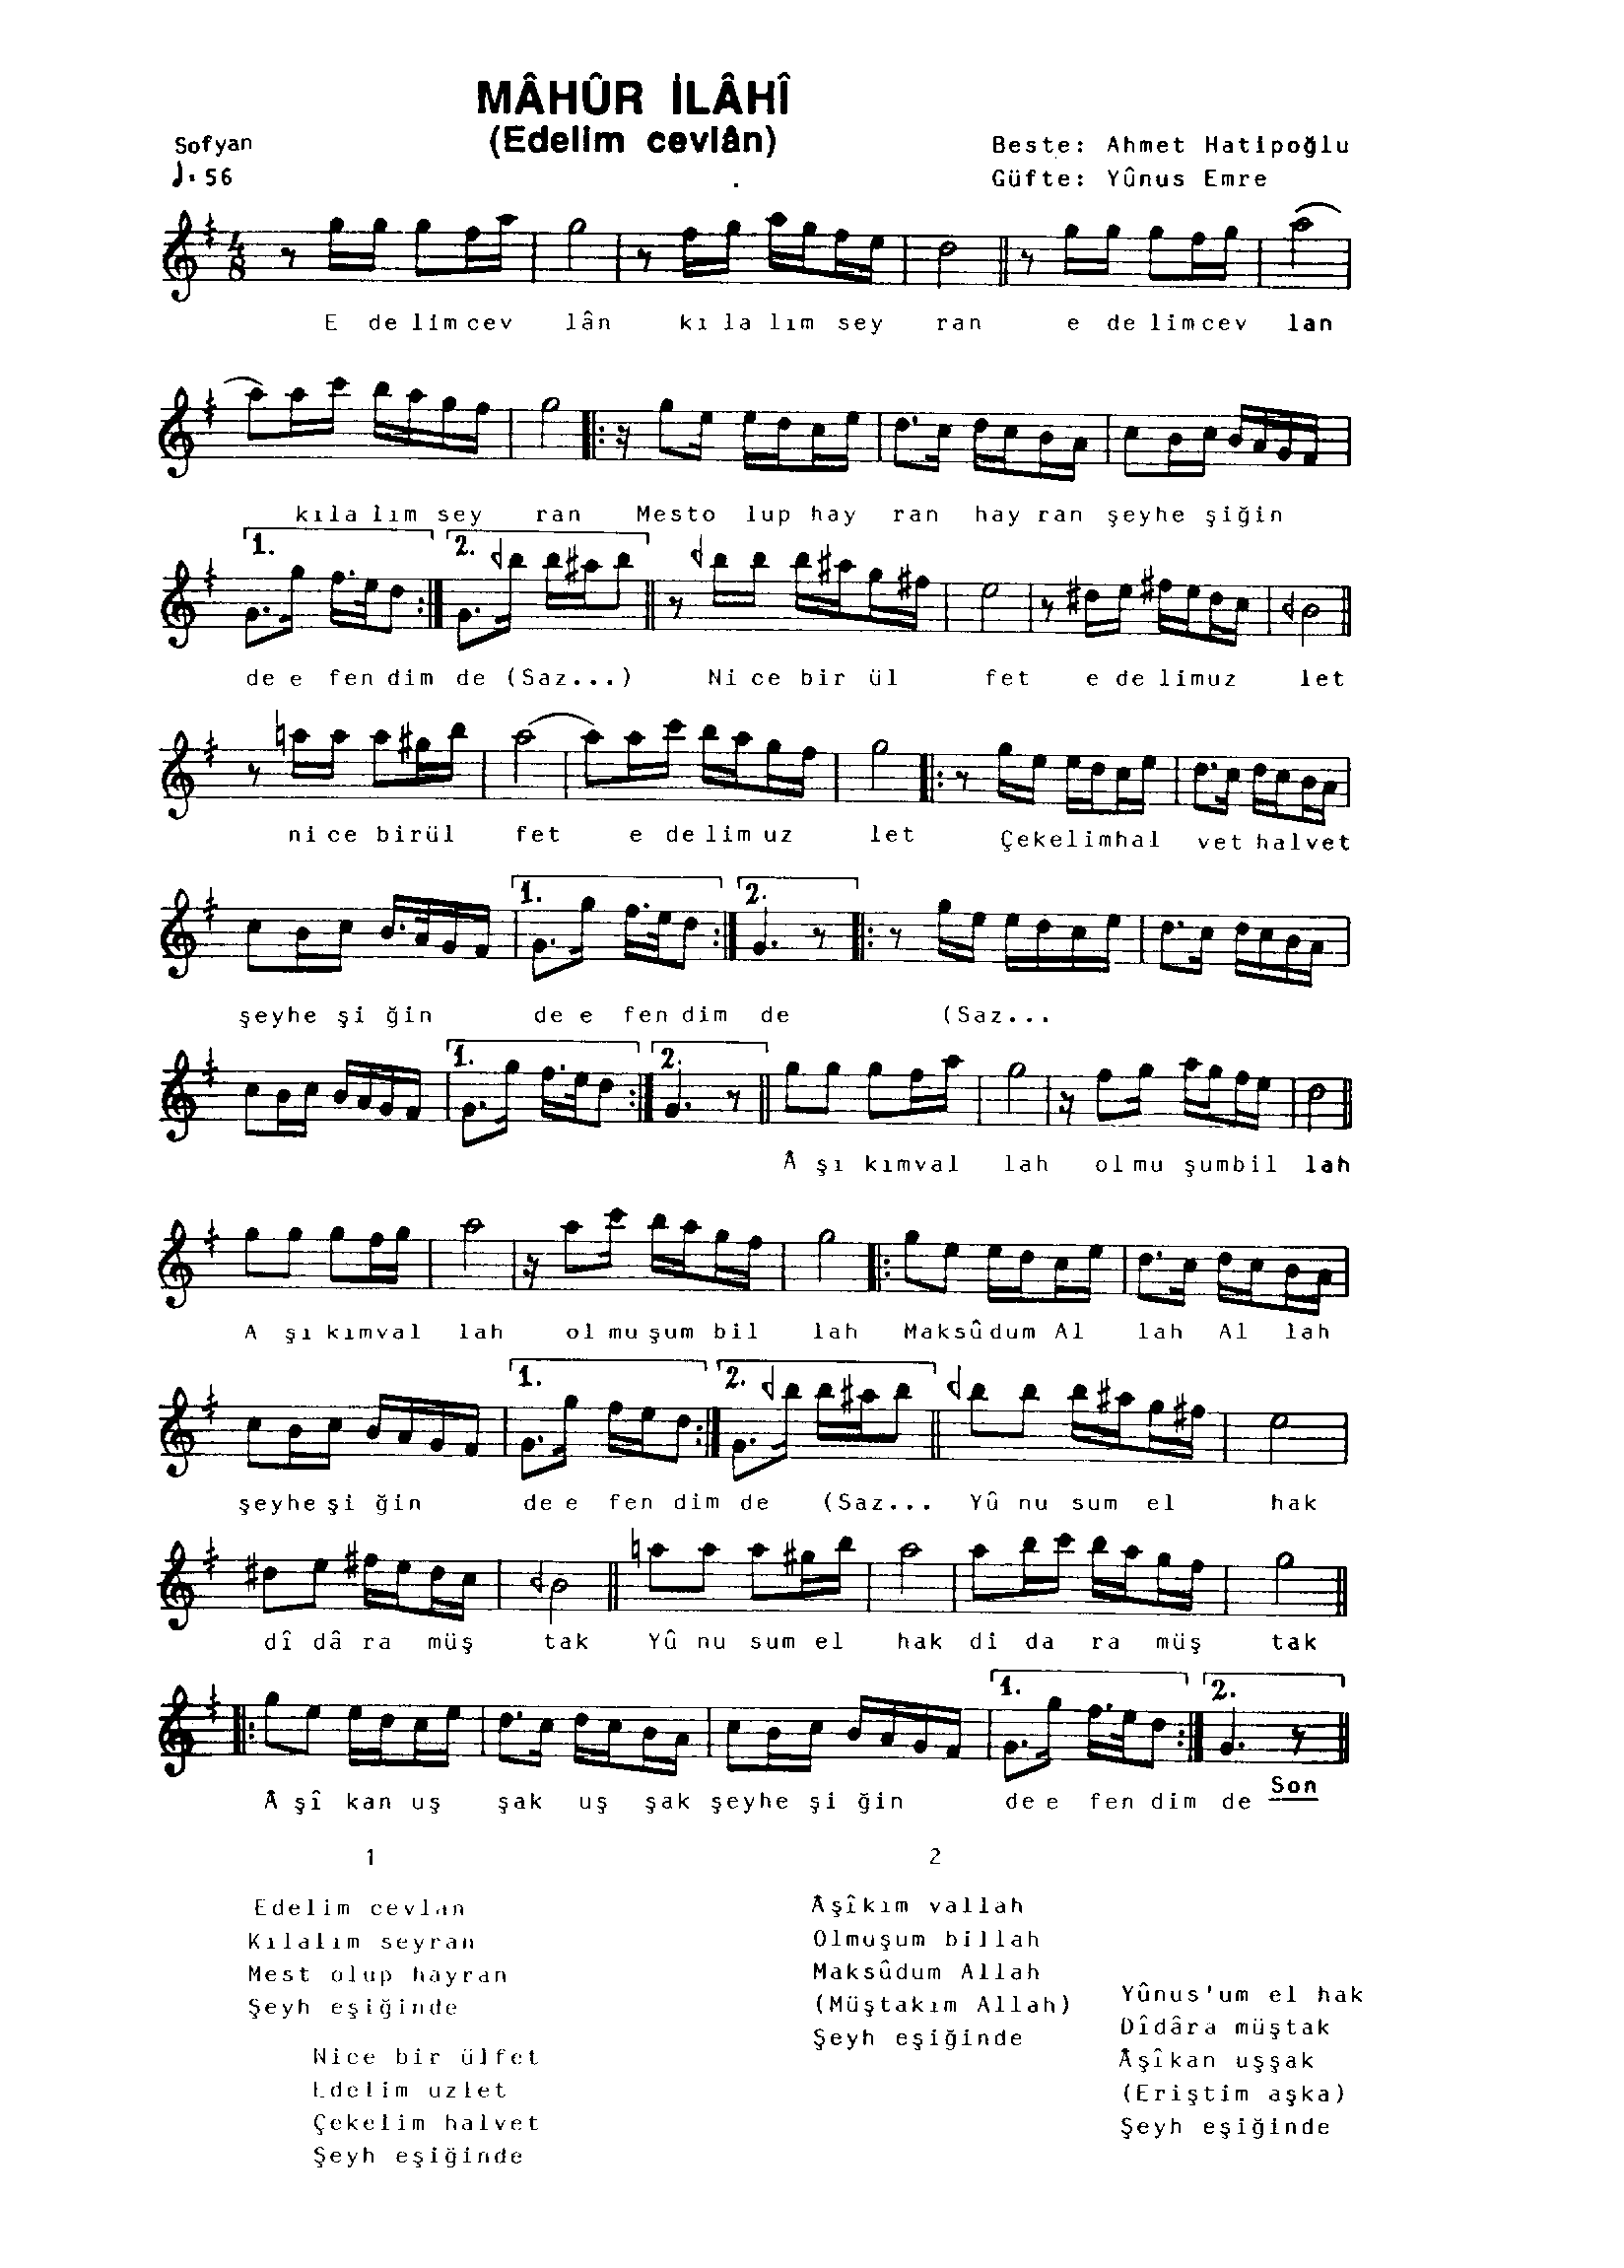 MÂHÛR İLÂHÎ
(Edelim cevlân)
Sofyan
56
Beste: Ahmet Hatipoğlu
Güfte: Yûnus Emre
4
8
E de limcev lân kı la lım sey ran e de limcev lan
kıla lım sey ran Mesto lup hay ran hay ran şeyhe şiğin
1. 2.
de e fen dim de (Saz...) Ni ce bir ül fet e de limuz let
ni ce birül fet e de lim uz let Çekelimhal vet halvet
1. 2.
şeyhe şi ğin de e fen dim de (Saz...
1. 2.
Â şı kımval lah ol mu şumbil lah
A şı kımval lah ol mu şum bil lah Maksûdum Al lah Al lah
1. 2.
şeyhe şi ğin de e fen dim de (Saz... Yû nu sum el hak
dî dâ ra müş tak Yû nu sum el hak di da ra müş tak
1. 2.
Â şî kan uş şak uş şak şeyhe şi ğin de e fen dim de Son
1
Edelim cevlan
Kılalım seyran
Mest olup hayran
Şeyh eşiğinde
Nice bir ülfet
Edelim uzlet
Çekelim halvet
Şeyh eşiğinde
2
Âşîkım vallah
Olmuşum billah
Maksûdum Allah
(Müştakım Allah)
Şeyh eşiğinde
Yûnus'um el hak
Dîdâra müştak
Âşîkan uşşak
(Eriştim aşka)
Şeyh eşiğinde